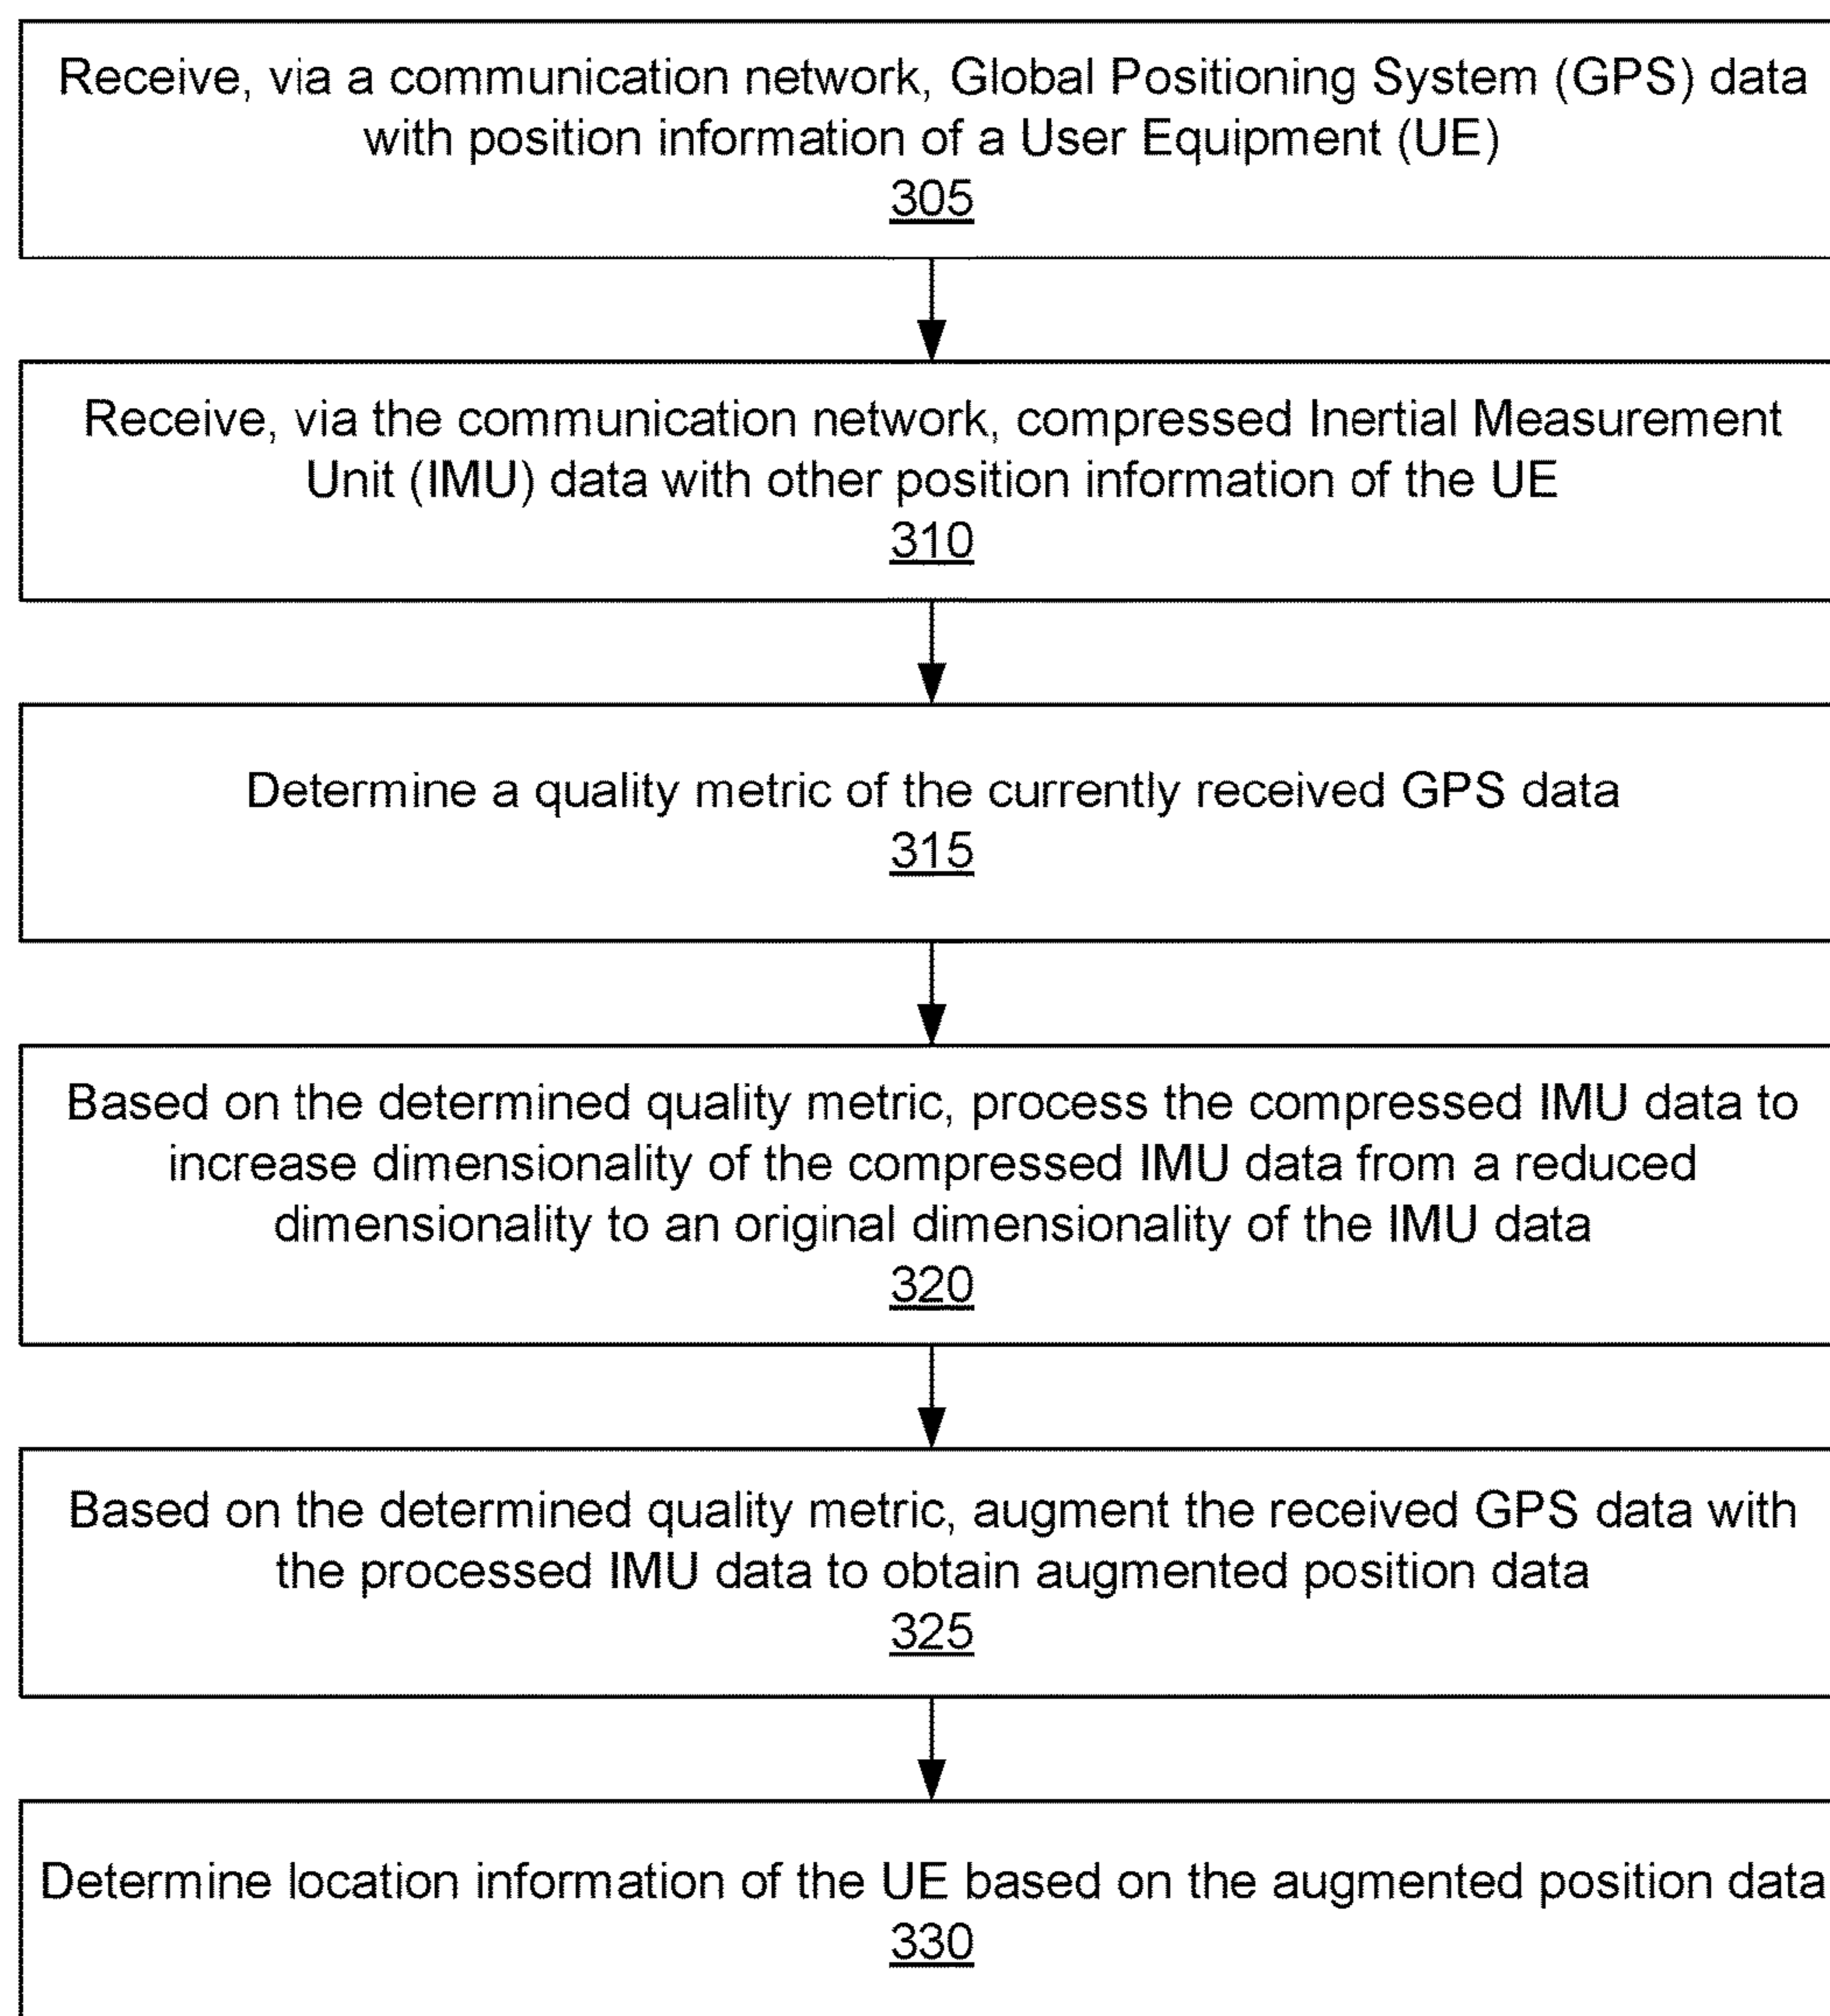 Receive, via a communication network, Global Positioning System (GPS) data
with position information of a User Equipment (UE)
305
Receive, via the communication network, compressed Inertial Measurement
Unit (IMU) data with other position information of the UE
310
Determine a quality metric of the currently received GPS data
315
Based on the determined quality metric, process the compressed IMU data to
increase dimensionality of the compressed IMU data from a reduced
dimensionality to an original dimensionality of the IMU data
320
Based on the determined quality metric, augment the received GPS data with
the processed IMU data to obtain augmented position data
325
Determine location information of the UE based on the augmented position data
330